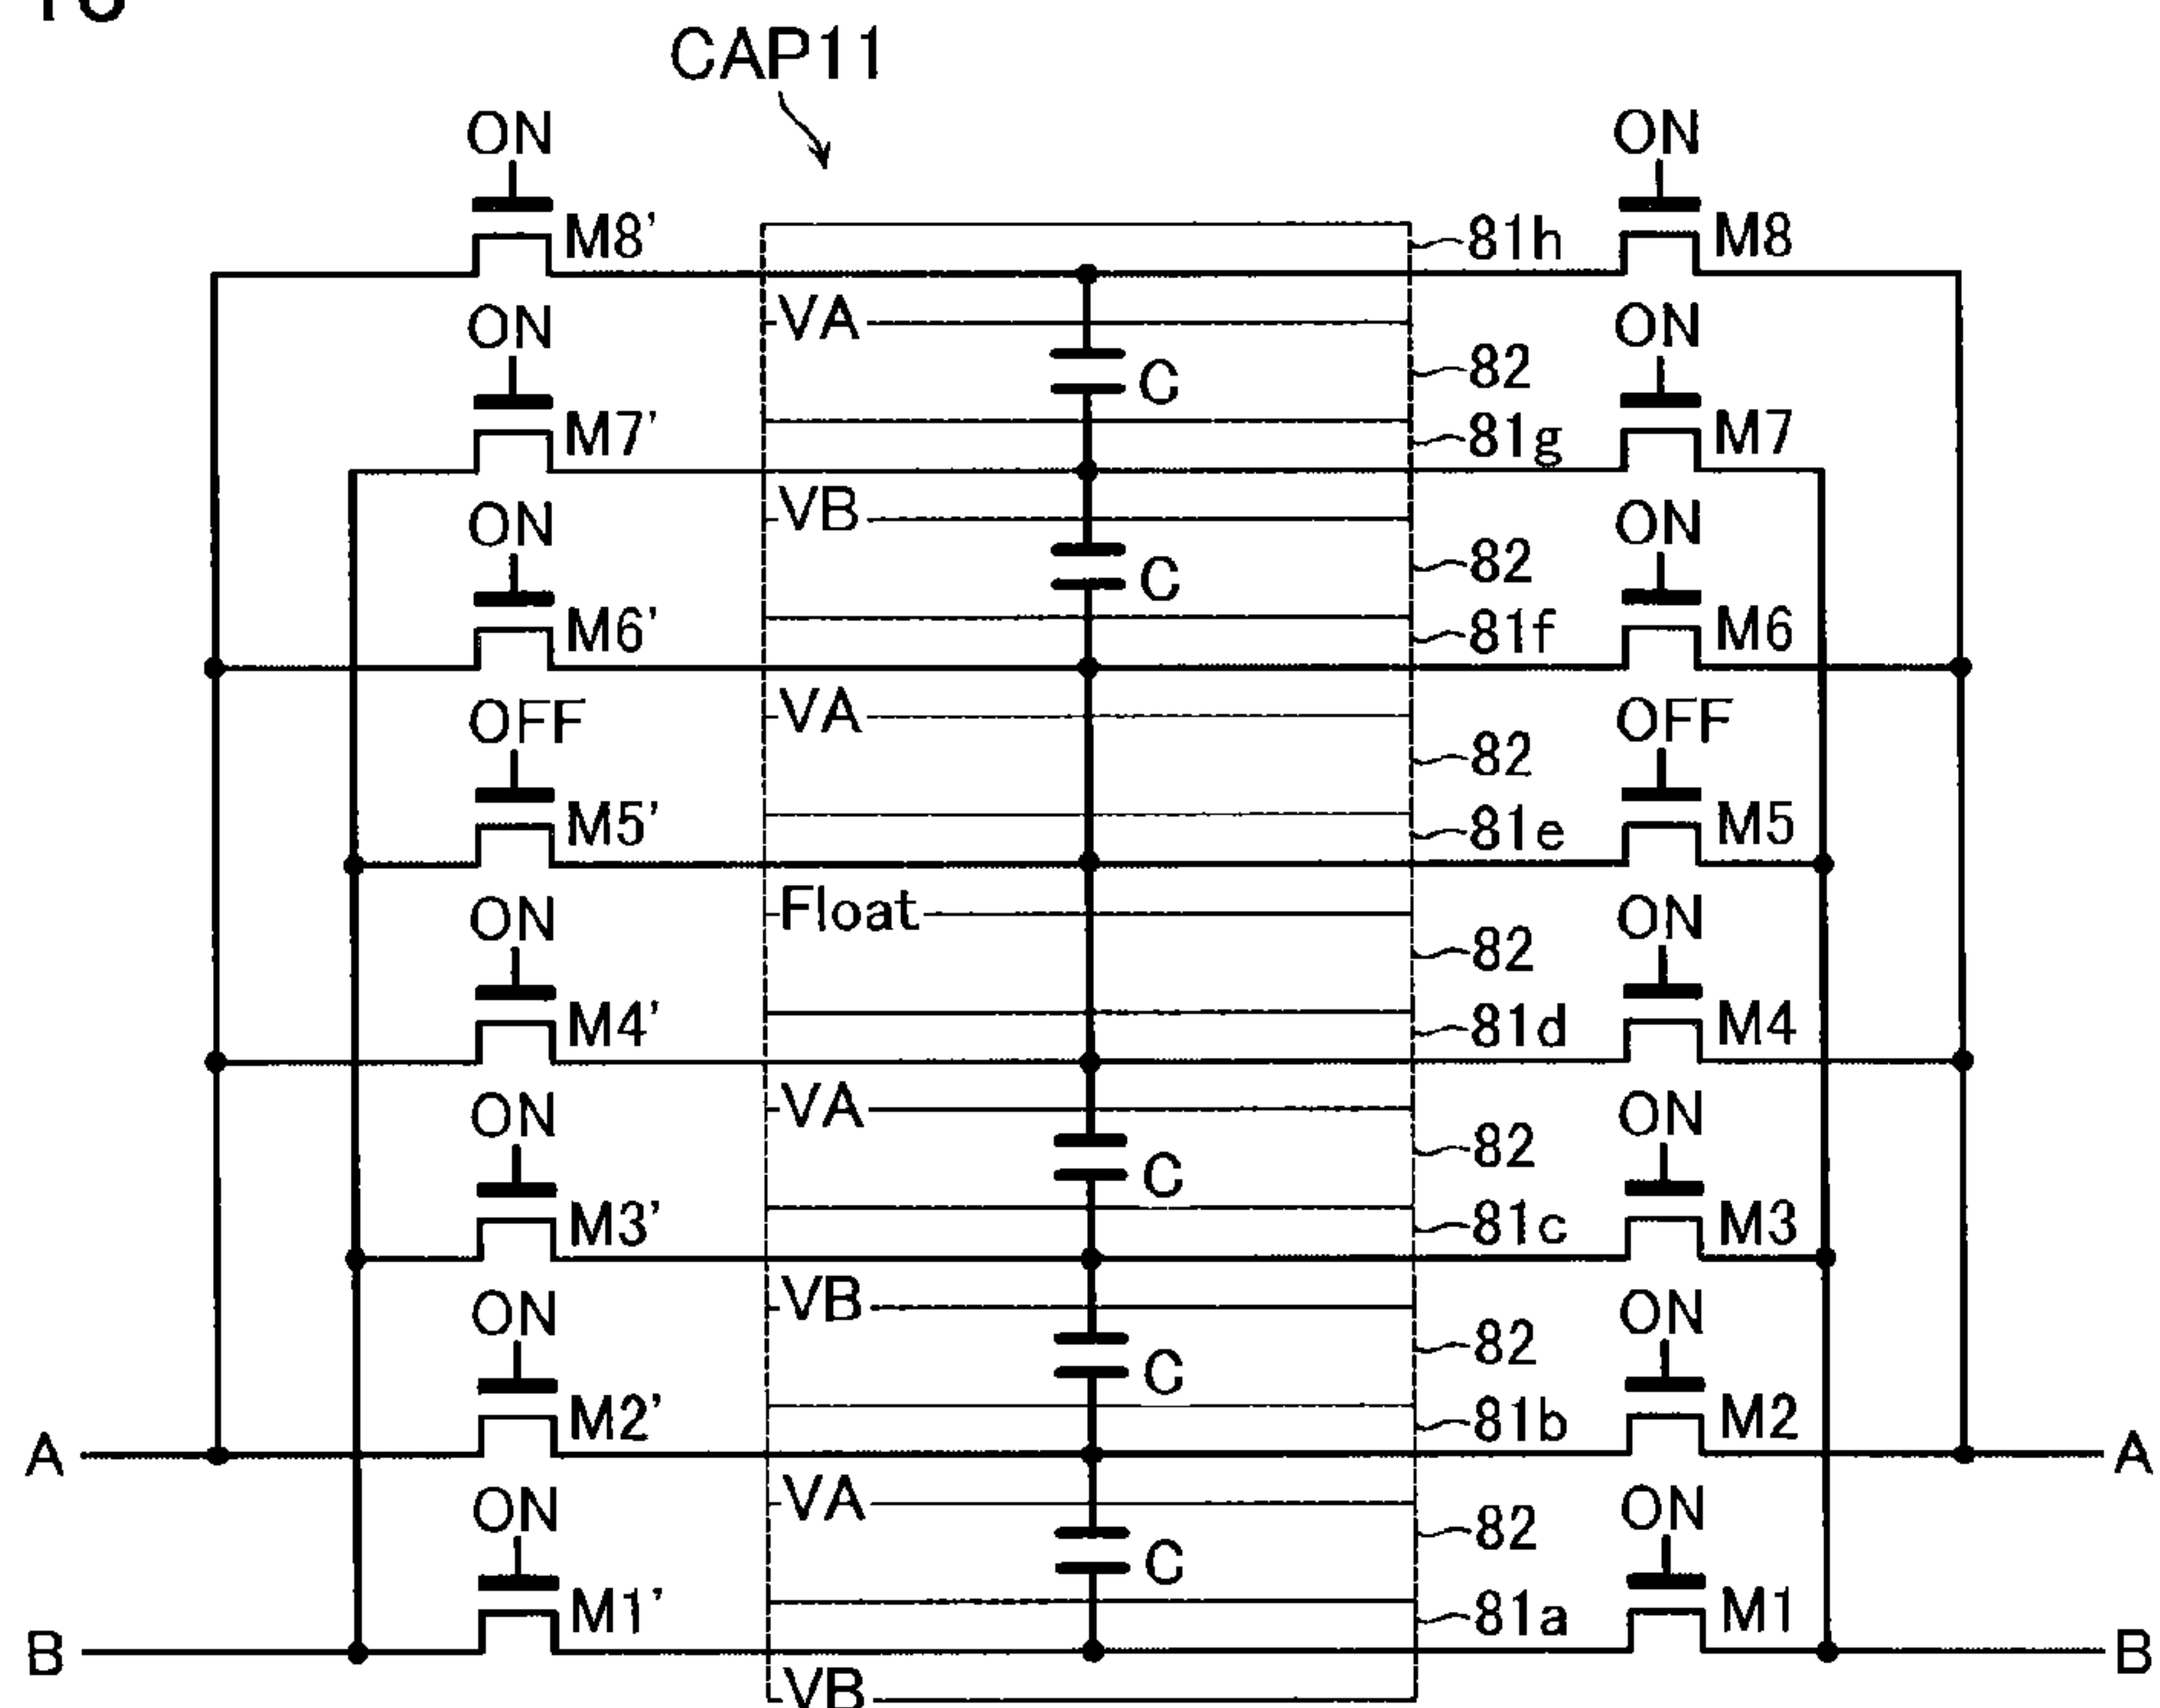 CAP11
ON ON
M8' 81h M8
VA
ON ON
82
C
M7' 81g M7
VB
ON ON
82
C
M6' 81f M6
VA
OFF OFF
82
M5' 81e M5
Float
ON ON
82
M4' 81d M4
VA
ON ON
82
C
M3' 81c M3
VB
ON ON
82
C
M2' 81b M2
A A
VA
ON ON
82
C
M1' 81a M1
B B
VB